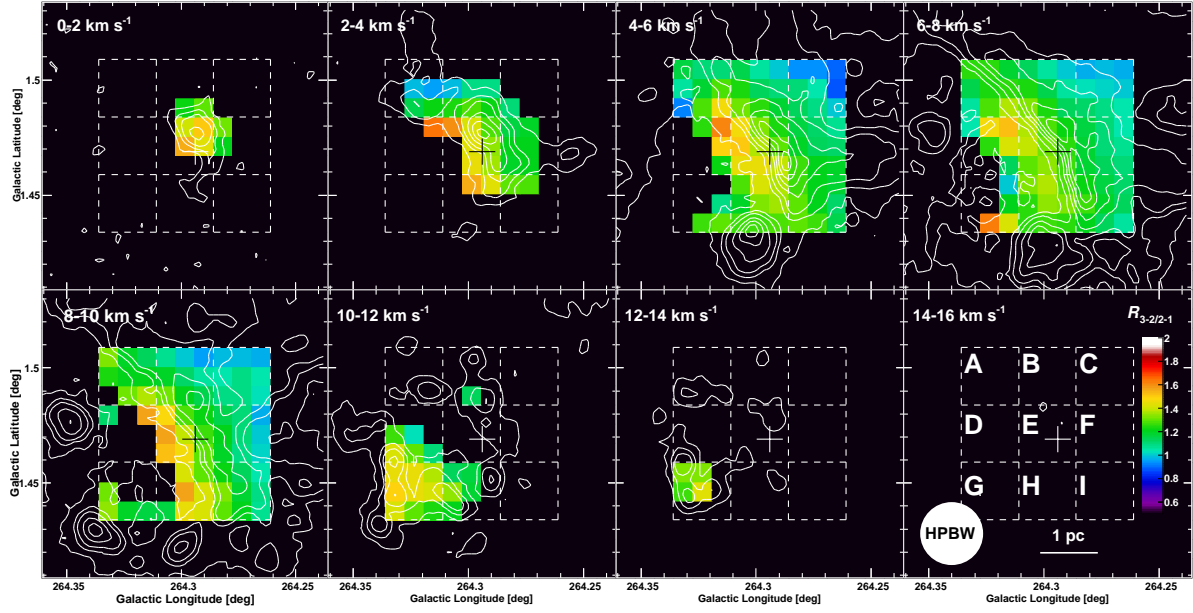 0-2 km s⁻¹
2-4 km s⁻¹
4-6 km s⁻¹
6-8 km s⁻¹
Galactic Latitude [deg]
1.5
1.45
8-10 km s⁻¹
10-12 km s⁻¹
12-14 km s⁻¹
14-16 km s⁻¹
R₃₋₂/₂₋₁
Galactic Latitude [deg]
1.5
1.45
A B C
D E F
G H I
2
1.8
1.6
1.4
1.2
1
0.8
0.6
HPBW
1 pc
264.35 264.3 264.25
264.35 264.3 264.25
264.35 264.3 264.25
264.35 264.3 264.25
Galactic Longitude [deg]
Galactic Longitude [deg]
Galactic Longitude [deg]
Galactic Longitude [deg]